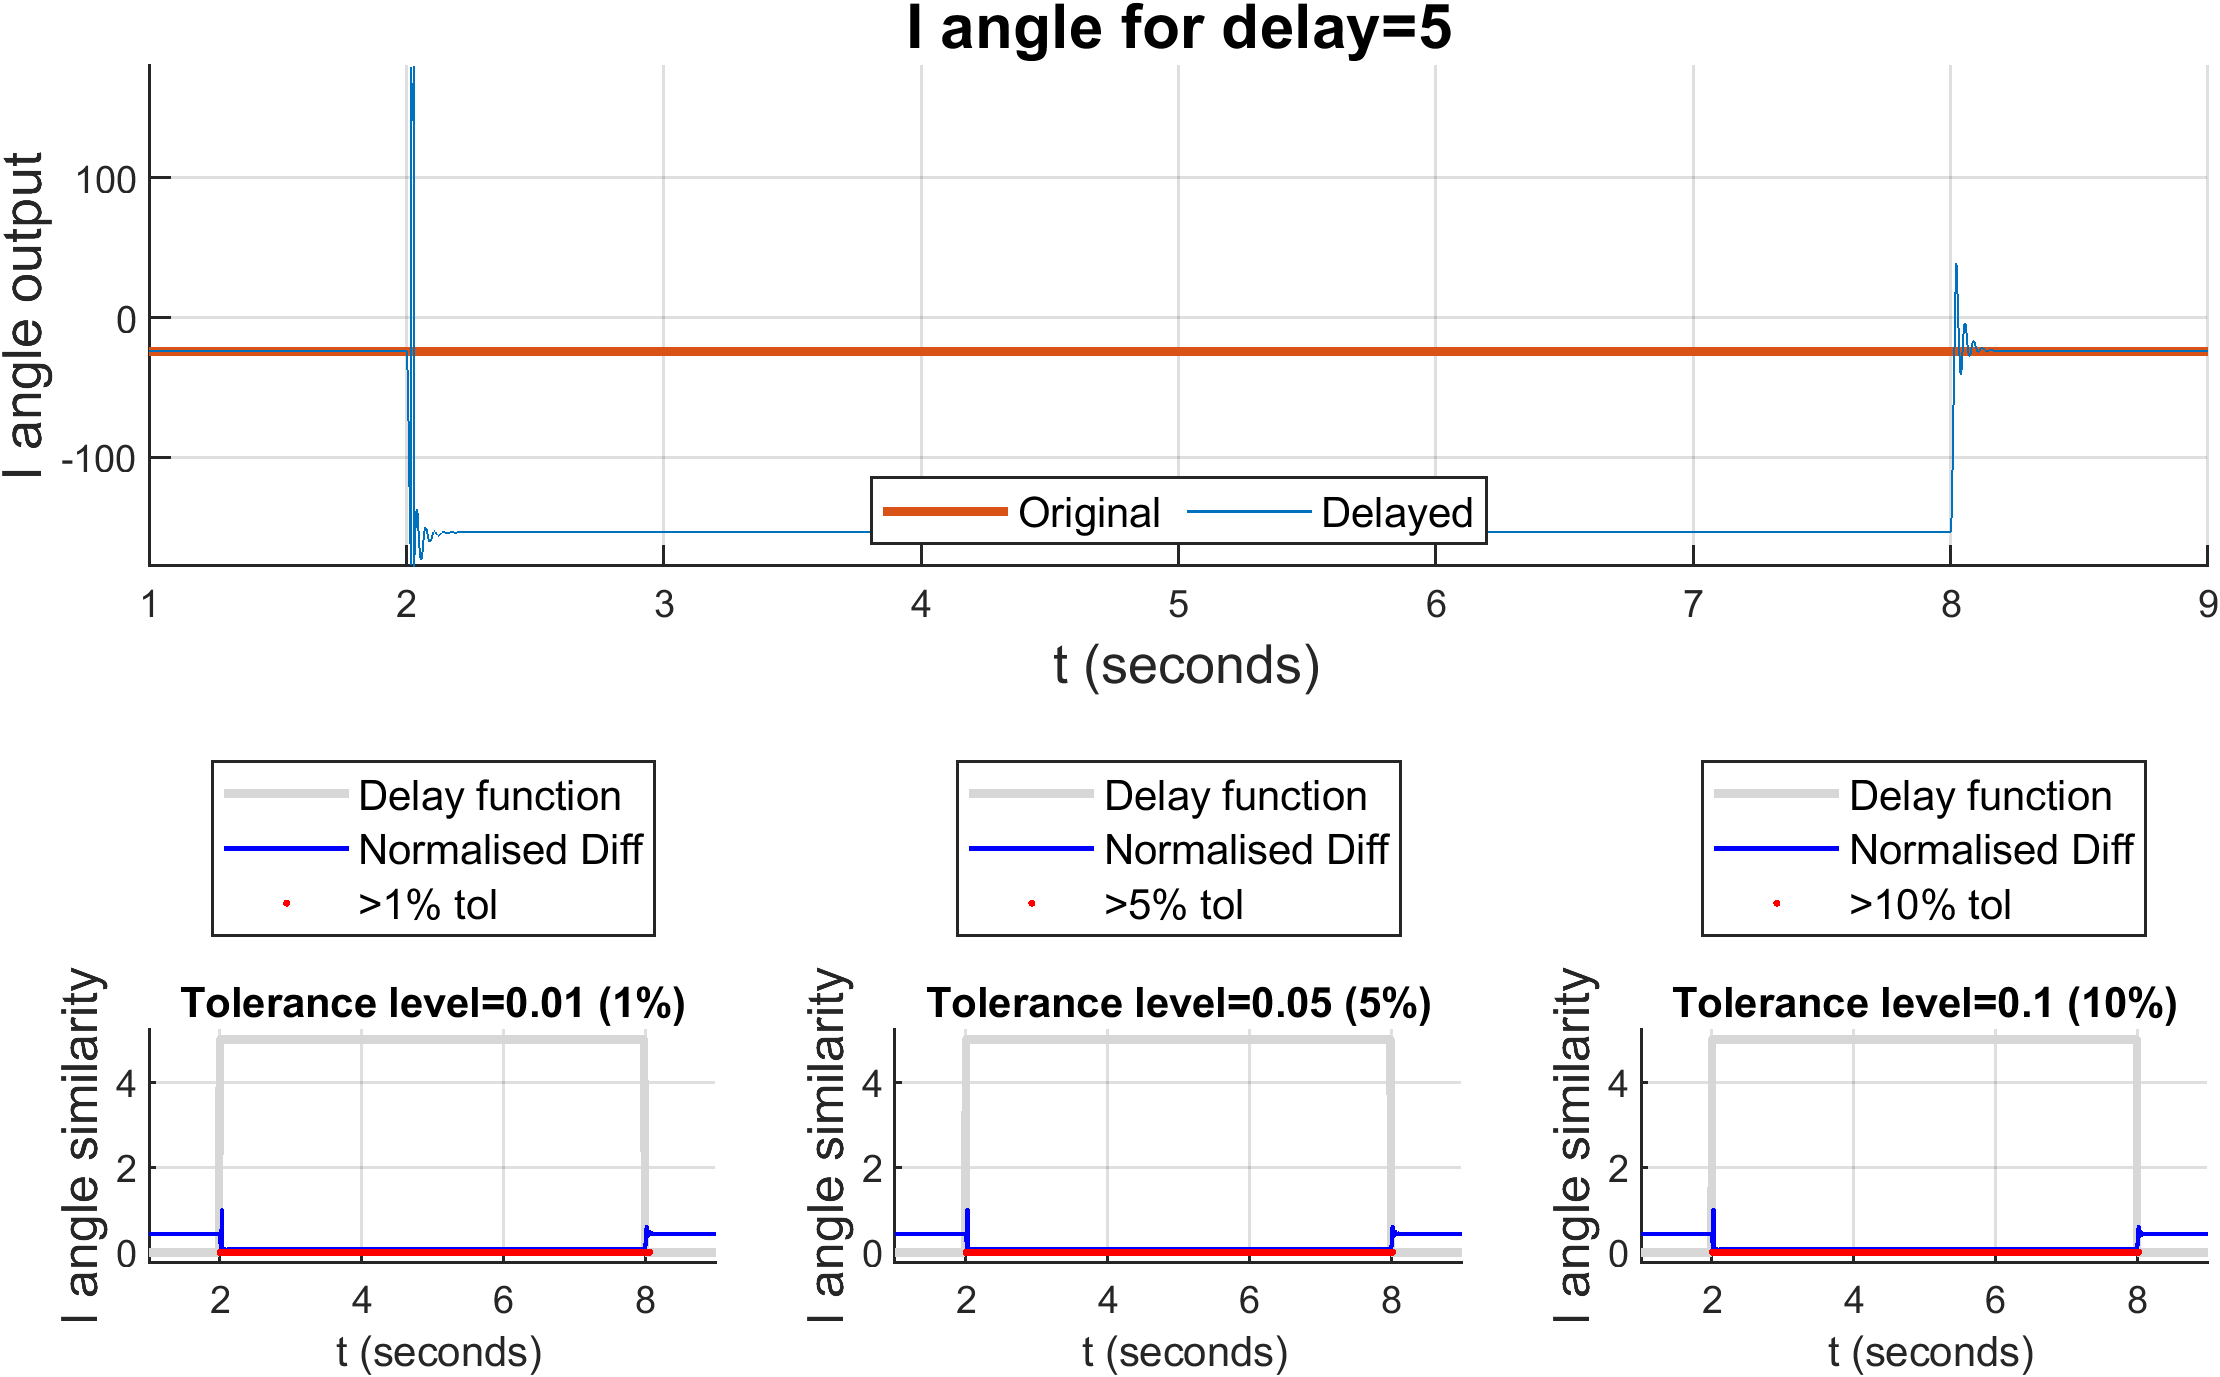 I angle for delay=5
I angle output
100
0
-100
Original Delayed
1 2 3 4 5 6 7 8 9
t (seconds)
Delay function
Normalised Diff
>1% tol
Tolerance level=0.01 (1%)
I angle similarity
4
2
0
2 4 6 8
t (seconds)
Delay function
Normalised Diff
>5% tol
Tolerance level=0.05 (5%)
I angle similarity
4
2
0
2 4 6 8
t (seconds)
Delay function
Normalised Diff
>10% tol
Tolerance level=0.1 (10%)
I angle similarity
4
2
0
2 4 6 8
t (seconds)